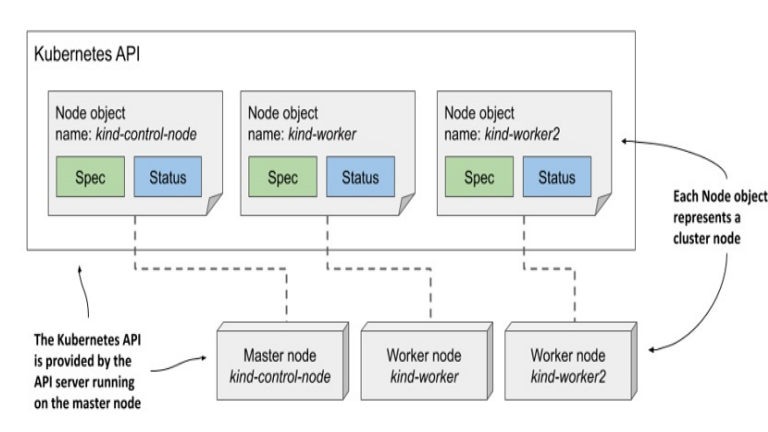 Kubernetes API
Node object
name: kind-control-node
Spec
Status
Node object
name: kind-worker
Spec
Status
Node object
name: kind-worker2
Spec
Status
Each Node object
represents a
cluster node
The Kubernetes API
is provided by the
API server running
on the master node
Master node
kind-control-node
Worker node
kind-worker
Worker node
kind-worker2